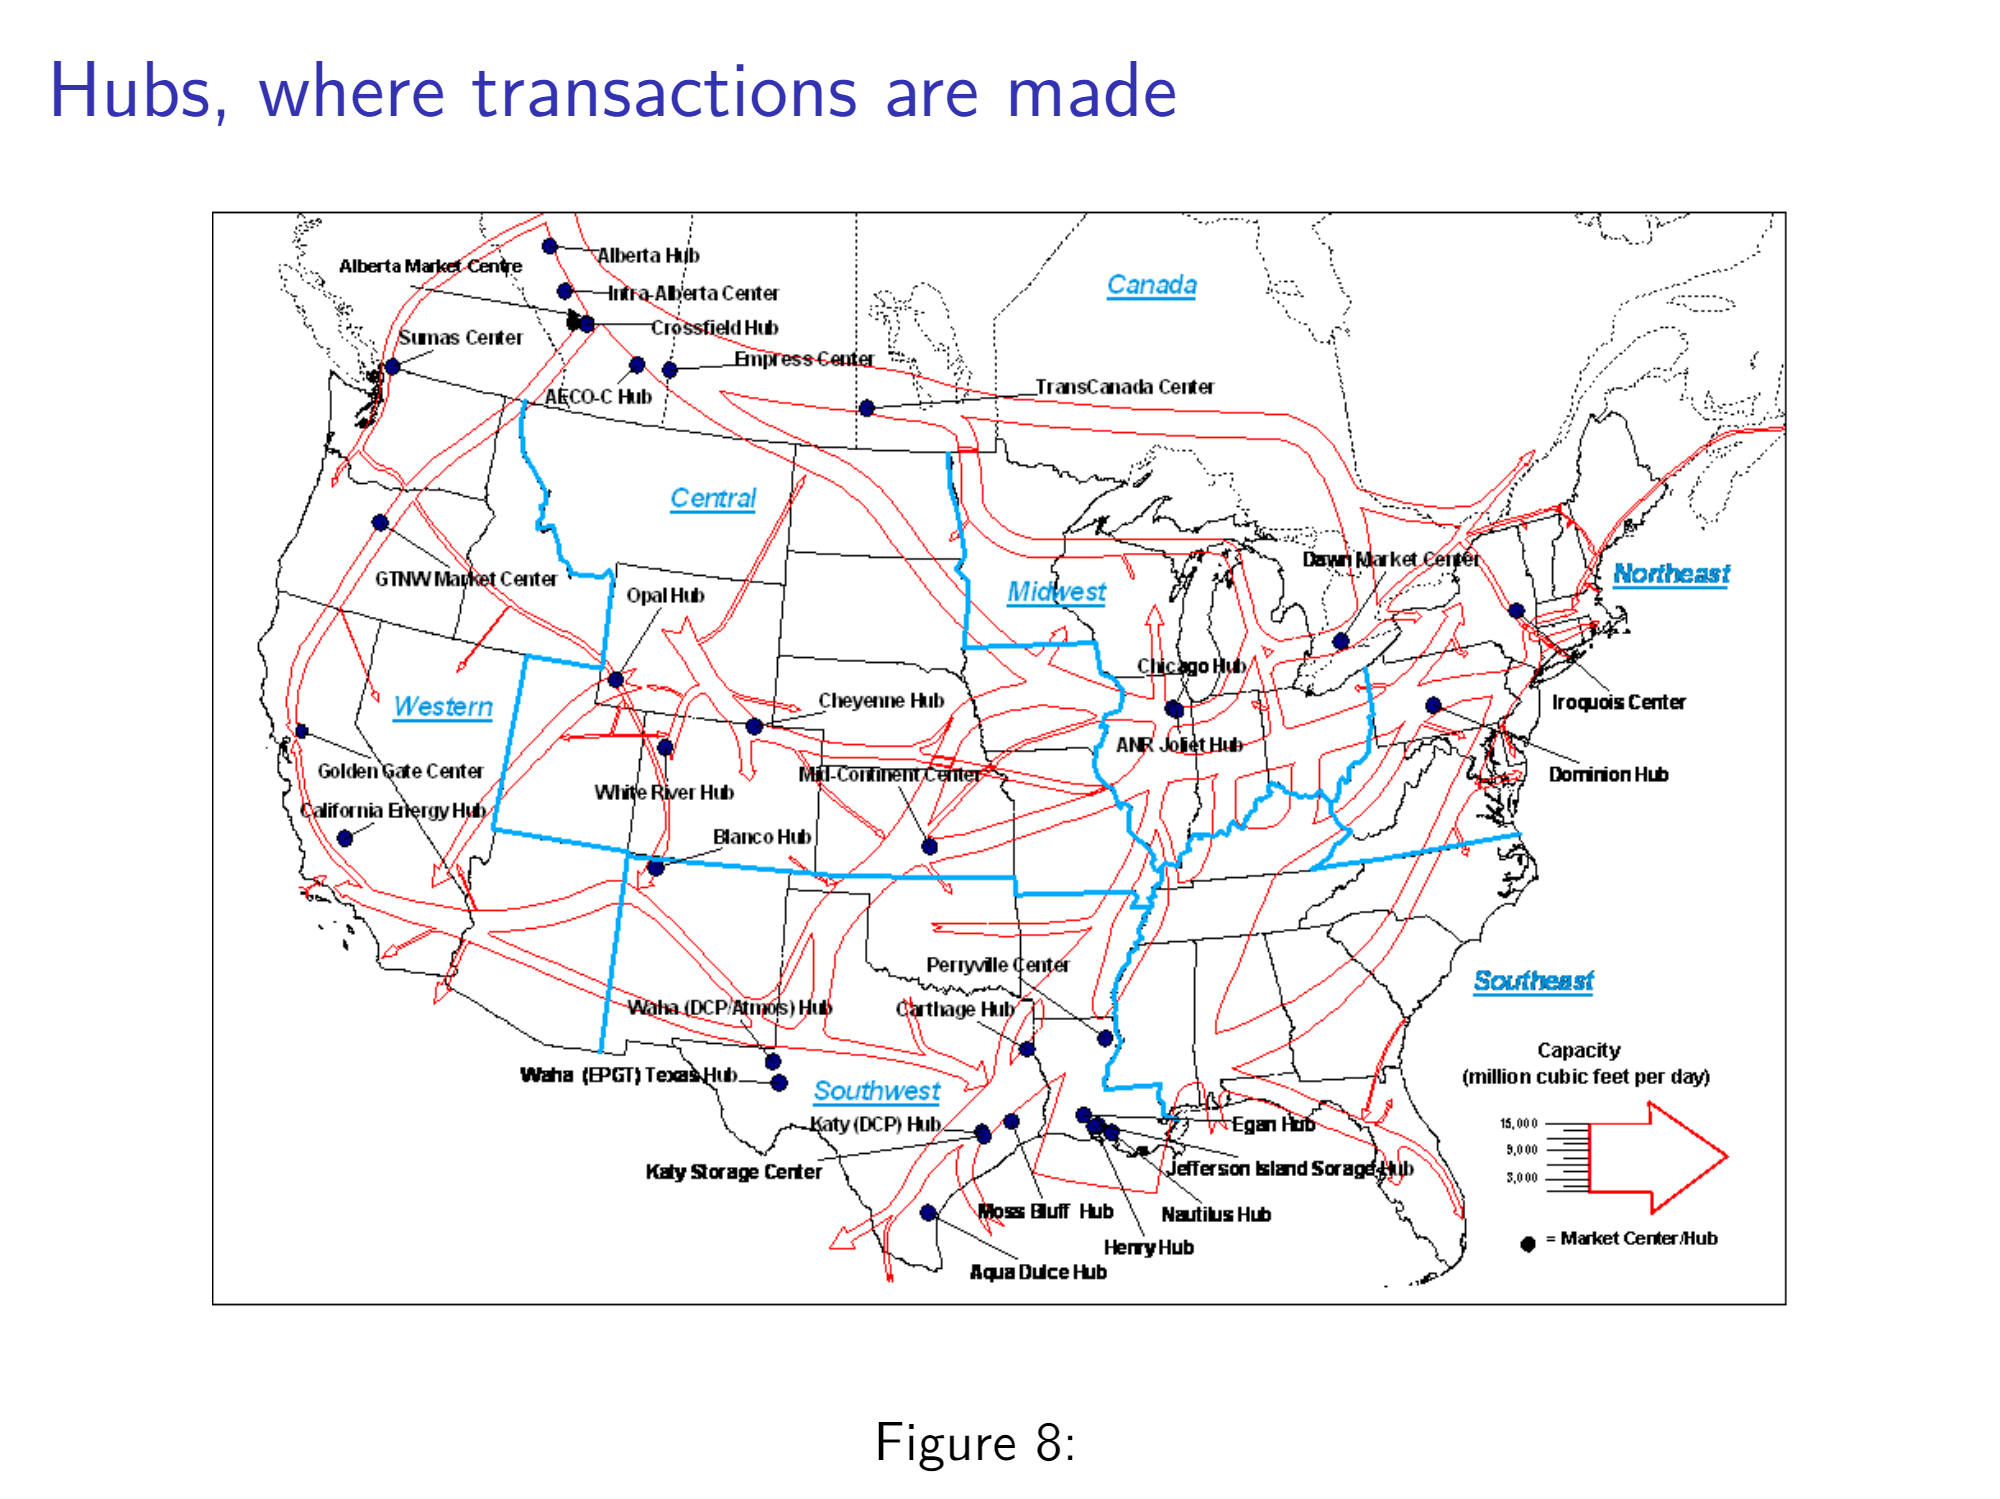 Hubs, where transactions are made
Alberta Hub
Alberta Market Centre
Canada
Intra-Alberta Center
Crossfield Hub
Sumas Center
Empress Center
TransCanada Center
AECO-C Hub
Central
Dawn Market Center
Northeast
GTNW Market Center
Midwest
Opal Hub
Chicago Hub
Western
Cheyenne Hub
Iroquois Center
ANR Joliet Hub
Golden Gate Center
Mid-Continent Center
Dominion Hub
White River Hub
California Energy Hub
Blanco Hub
Perryville Center
Southeast
Waha (DCP/Atmos) Hub
Carthage Hub
Capacity
(million cubic feet per day)
Waha (EPGT) Texas Hub
Southwest
Katy (DCP) Hub
Egan Hub
15,000
9,000
3,000
Katy Storage Center
Jefferson Island Sorage Hub
Moss Bluff Hub
Nautilus Hub
Henry Hub
= Market Center/Hub
Aqua Dulce Hub
Figure 8: